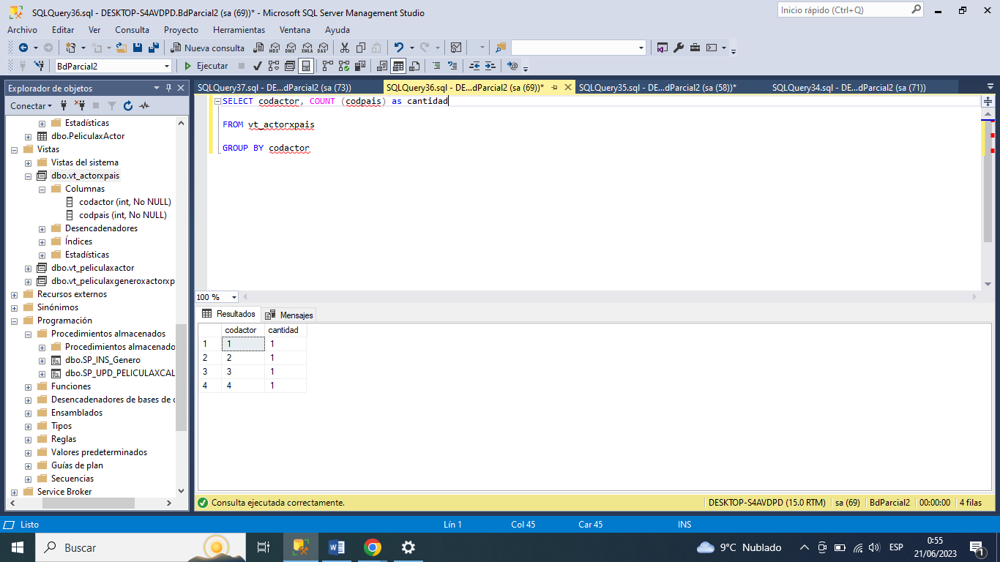 SQLQuery36.sql - DESKTOP-S4AVDPD.BdParcial2 (sa (69))* - Microsoft SQL Server Management Studio
Inicio rápido (Ctrl+Q)
Archivo Editar Ver Consulta Proyecto Herramientas Ventana Ayuda
Nueva consulta MDX DMX XMLA DAX
BdParcial2 Ejecutar
Explorador de objetos
Conectar
Estadísticas
dbo.PeliculaxActor
Vistas
Vistas del sistema
dbo.vt_actorxpais
Columnas
codactor (int, No NULL)
codpais (int, No NULL)
Desencadenadores
Índices
Estadísticas
dbo.vt_peliculaxactor
dbo.vt_peliculaxgeneroxactorxp
Recursos externos
Sinónimos
Programación
Procedimientos almacenados
Procedimientos almacenado
dbo.SP_INS_Genero
dbo.SP_UPD_PELICULAXCAL
Funciones
Desencadenadores de bases de d
Ensamblados
Tipos
Reglas
Valores predeterminados
Guías de plan
Secuencias
Service Broker
SQLQuery37.sql - DE...dParcial2 (sa (73)) SQLQuery36.sql - DE...dParcial2 (sa (69))* SQLQuery35.sql - DE...dParcial2 (sa (58))* SQLQuery34.sql - DE...dParcial2 (sa (71))
SELECT codactor, COUNT (codpais) as cantidad
FROM vt_actorxpais
GROUP BY codactor
100 %
Resultados Mensajes
codactor cantidad
1 1 1
2 2 1
3 3 1
4 4 1
Consulta ejecutada correctamente. DESKTOP-S4AVDPD (15.0 RTM) sa (69) BdParcial2 00:00:00 4 filas
Listo Lín 1 Col 45 Car 45 INS
Buscar 9°C Nublado ESP 0:55
21/06/2023 1